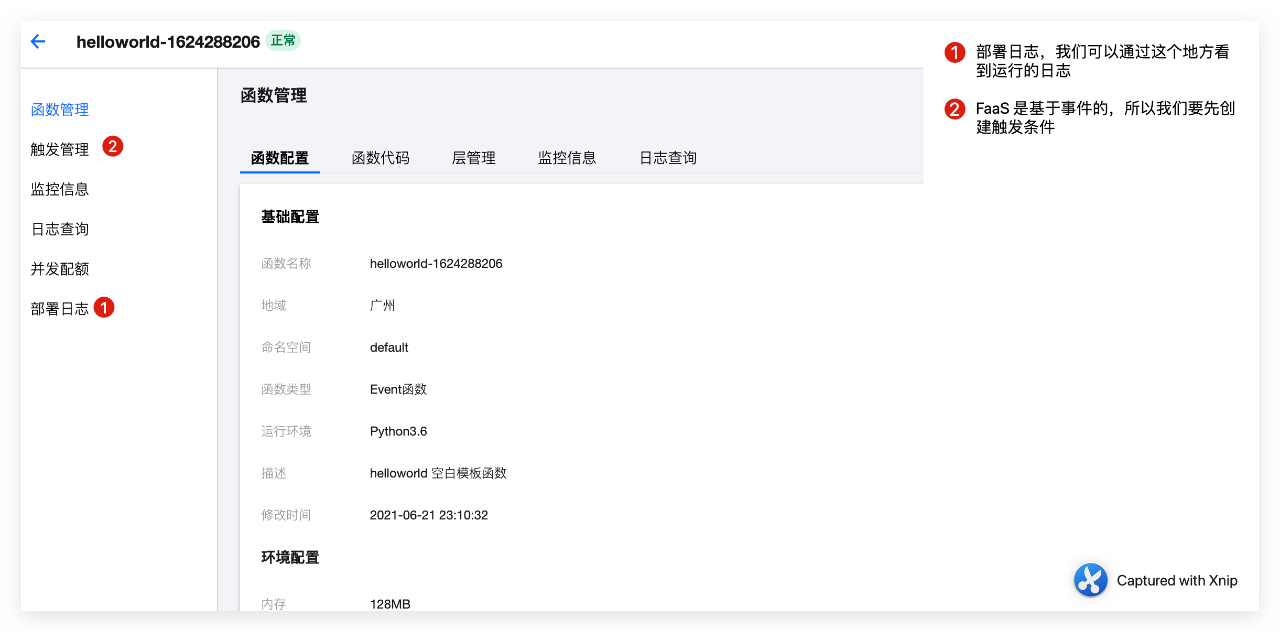 helloworld-1624288206 正常
函数管理
触发管理 2
监控信息
日志查询
并发配额
部署日志 1
函数管理
函数配置 函数代码 层管理 监控信息 日志查询
基础配置
函数名称 helloworld-1624288206
地域 广州
命名空间 default
函数类型 Event函数
运行环境 Python3.6
描述 helloworld 空白模板函数
修改时间 2021-06-21 23:10:32
环境配置
内存 128MB
1 部署日志，我们可以通过这个地方看
到运行的日志
2 FaaS 是基于事件的，所以我们要先创
建触发条件
Captured with Xnip